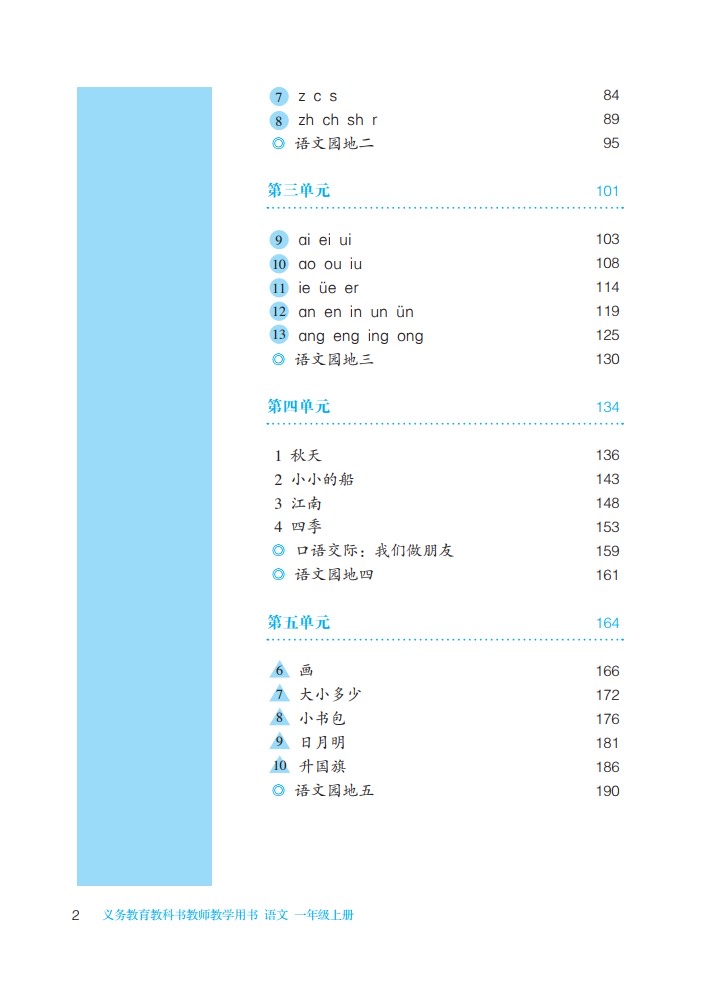 7 z c s 84
8 zh ch sh r 89
◎ 语文园地二 95
第三单元 101
9 ai ei ui 103
10 ao ou iu 108
11 ie üe er 114
12 an en in un ün 119
13 ang eng ing ong 125
◎ 语文园地三 130
第四单元 134
1 秋天 136
2 小小的船 143
3 江南 148
4 四季 153
◎ 口语交际：我们做朋友 159
◎ 语文园地四 161
第五单元 164
6 画 166
7 大小多少 172
8 小书包 176
9 日月明 181
10 升国旗 186
◎ 语文园地五 190
2 义务教育教科书教师教学用书 语文 一年级上册